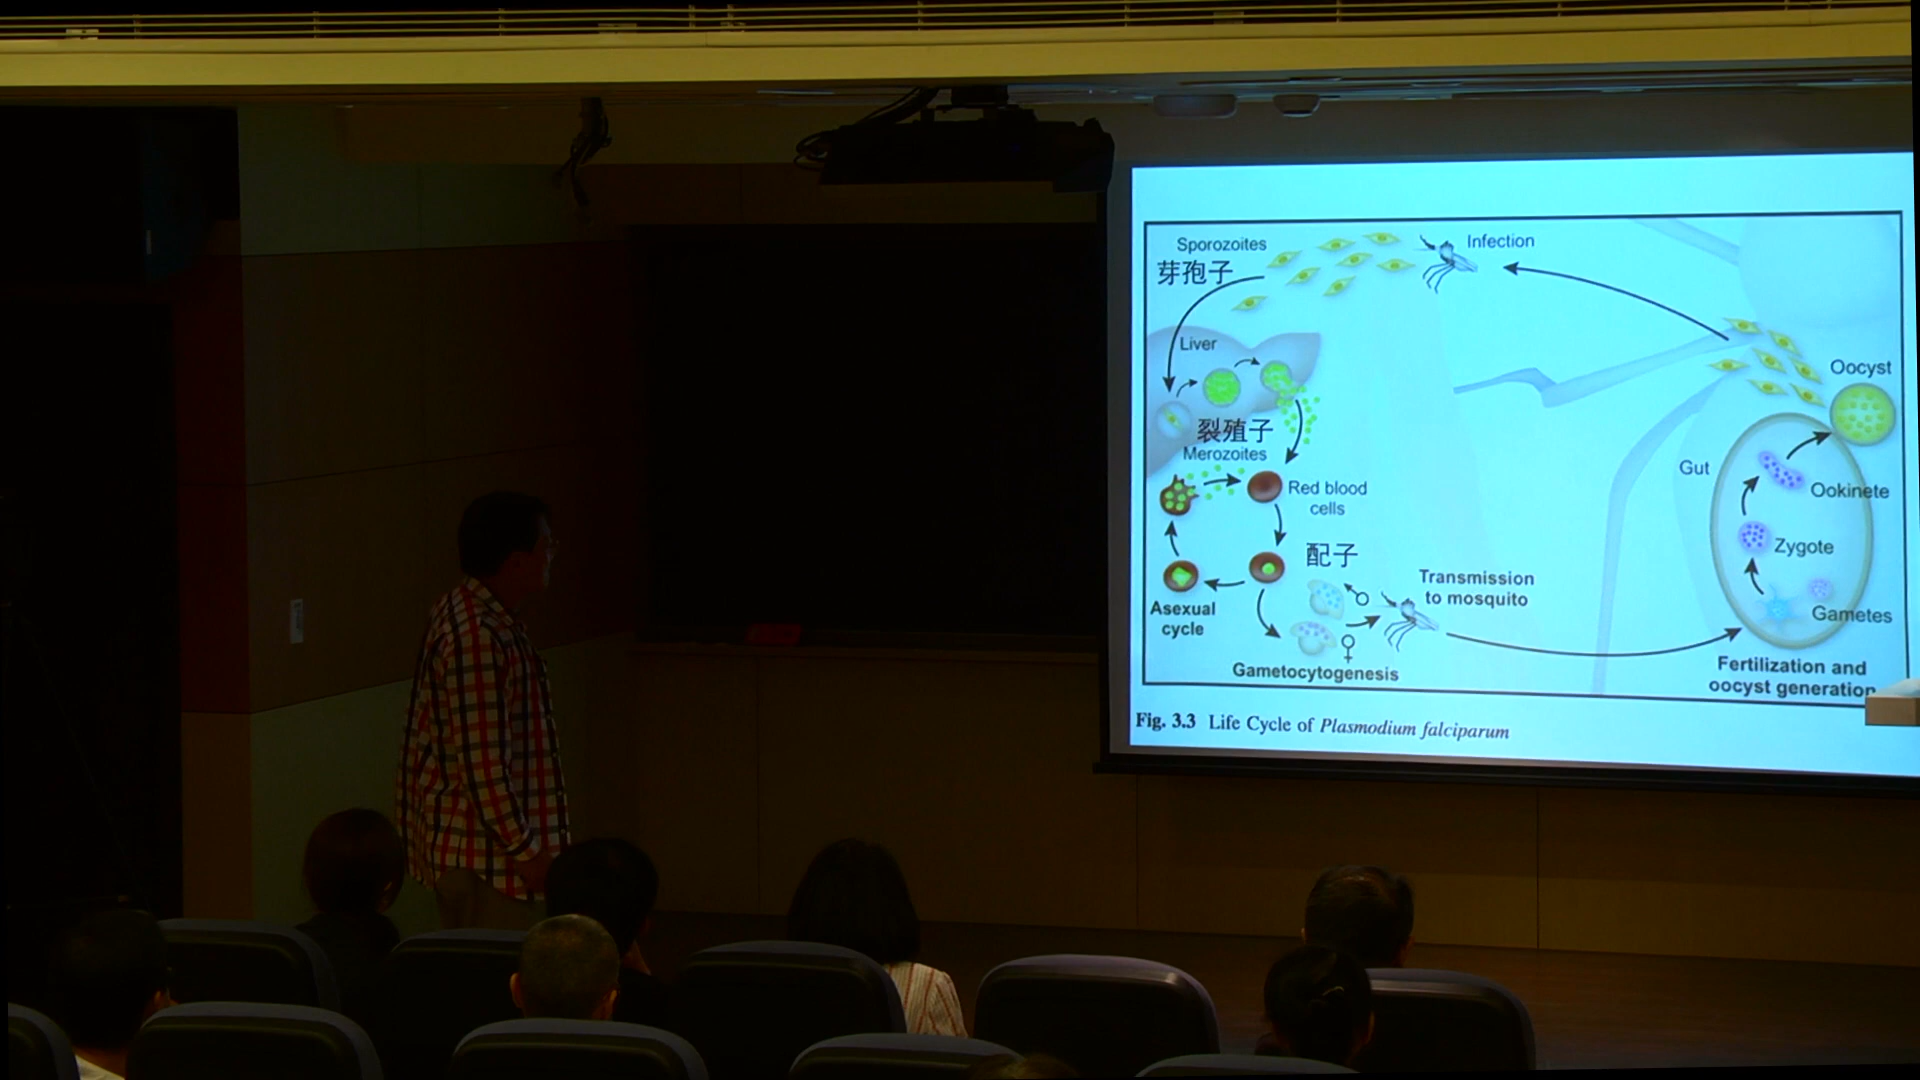 Sporozoites
芽孢子
Infection
Liver
Oocyst
裂殖子
Merozoites
Red blood
cells
Gut
Ookinete
配子
Zygote
Transmission
to mosquito
Asexual
cycle
Gametes
Gametocytogenesis
Fertilization and
oocyst generation
Fig. 3.3 Life Cycle of Plasmodium falciparum